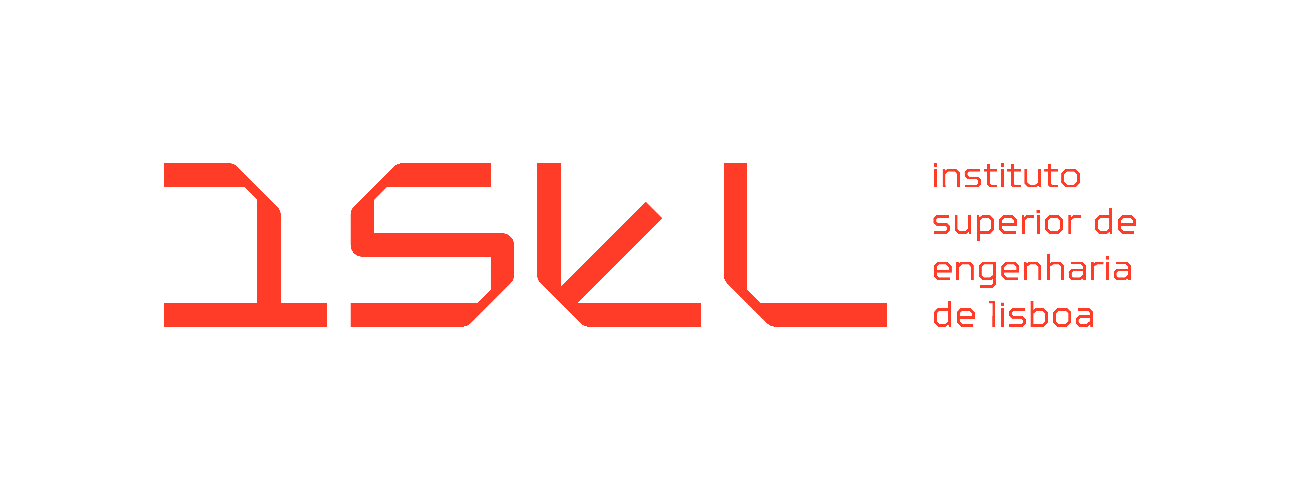 isel
instituto
superior de
engenharia
de lisboa